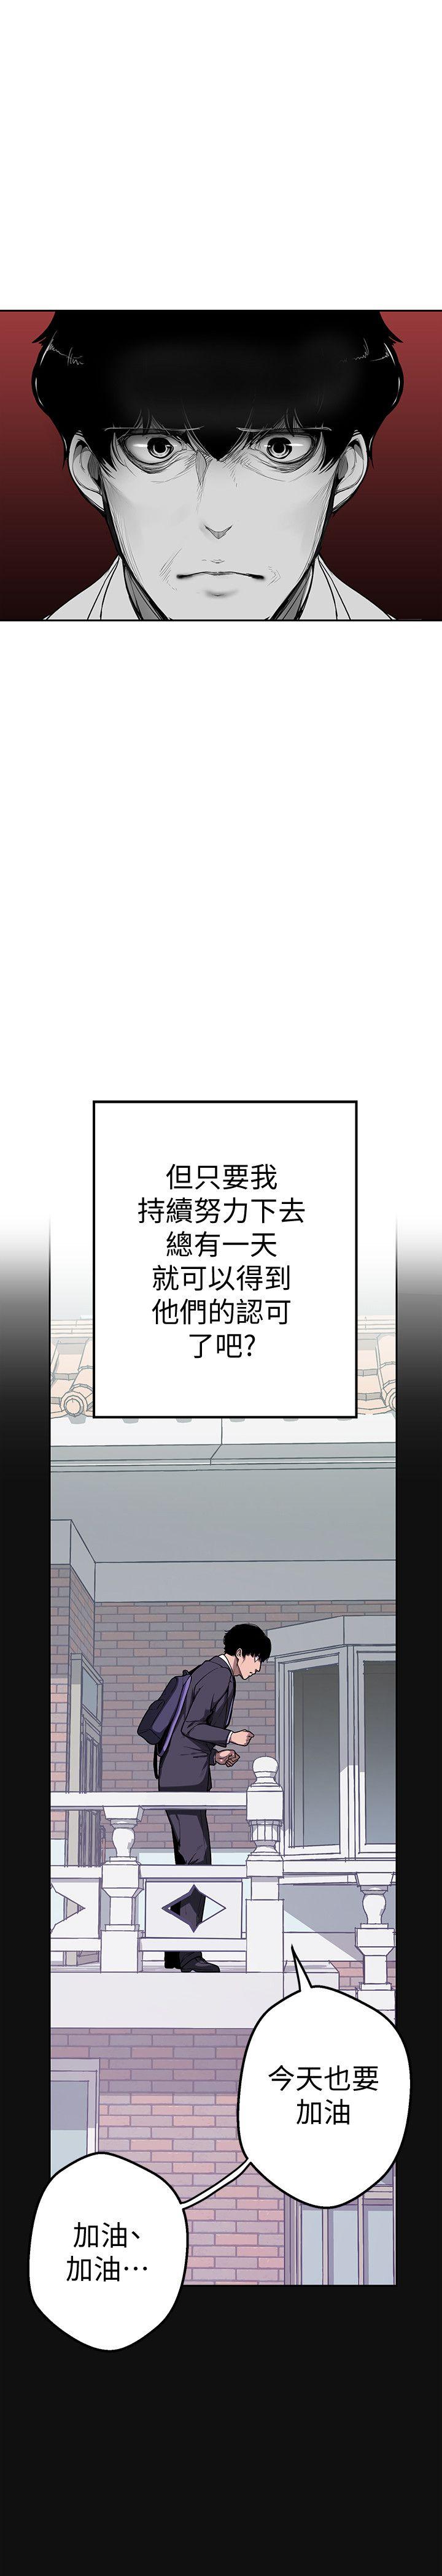 但只要我
持續努力下去
總有一天
就可以得到
他們的認可
了吧?
今天也要
加油
加油、
加油…